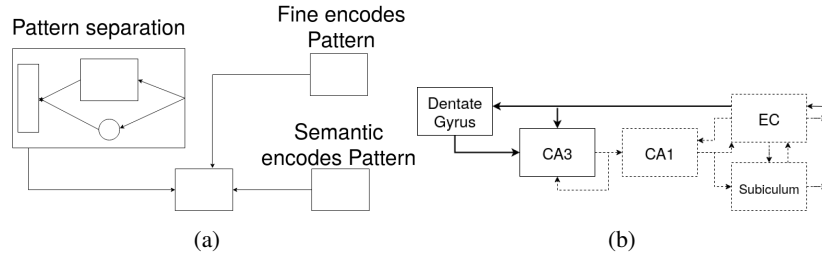 Pattern separation
Fine encodes
Pattern
Semantic
encodes Pattern
(a)
Dentate
Gyrus
EC
CA3
CA1
Subiculum
(b)